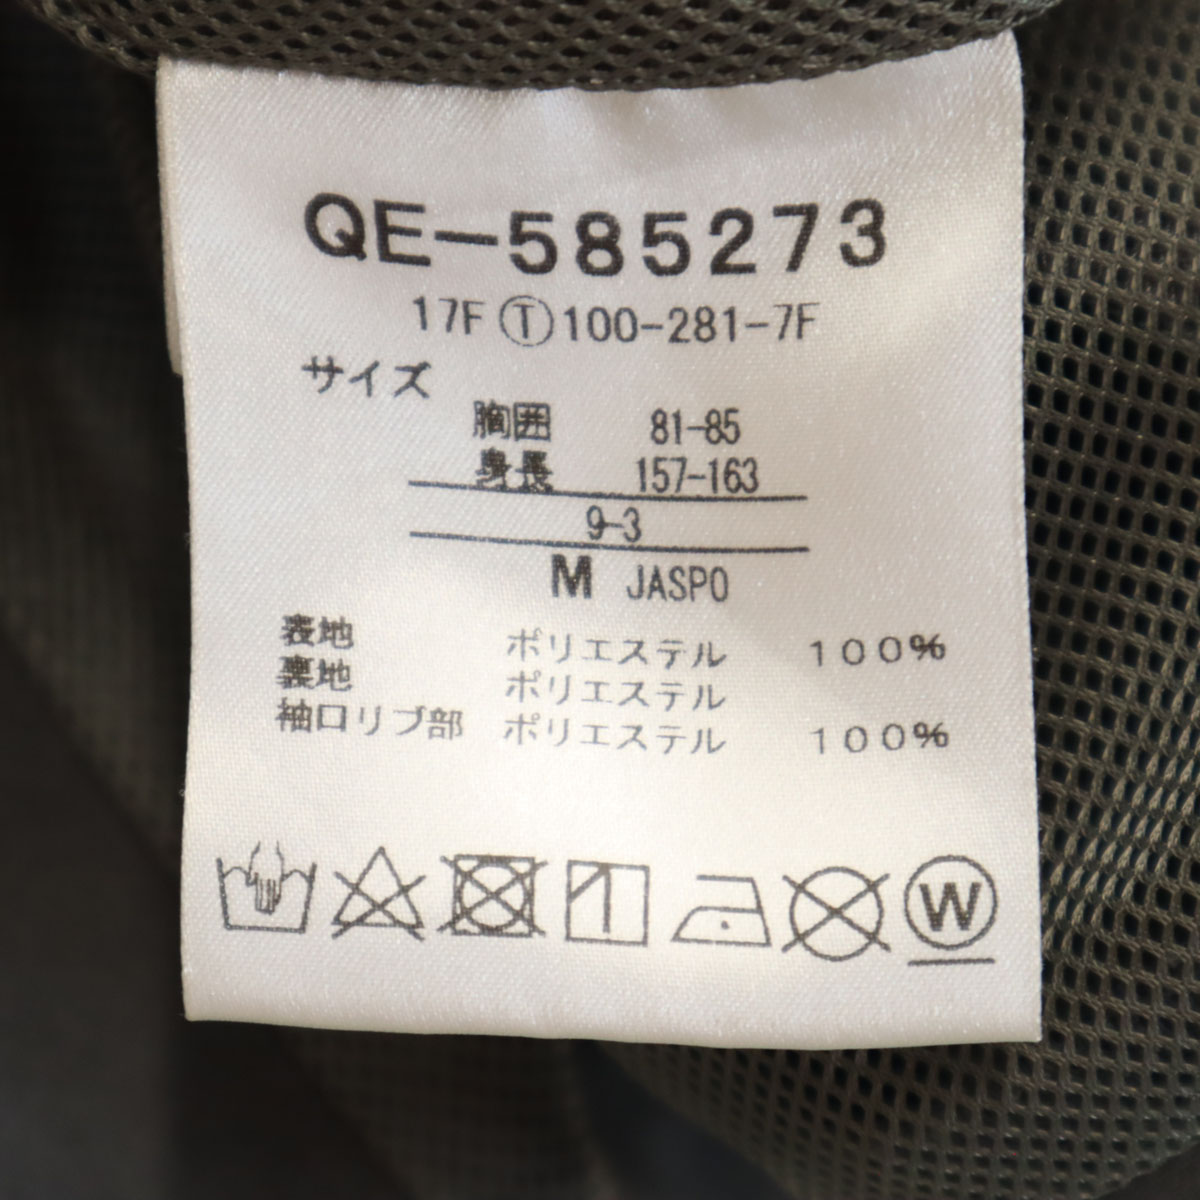 QE-585273
17F Ⓣ100-281-7F
サイズ
胸囲 81-85
身長 157-163
9-3
M JASPO
表地 ポリエステル 100%
裏地 ポリエステル
袖口リブ部 ポリエステル 100%
W